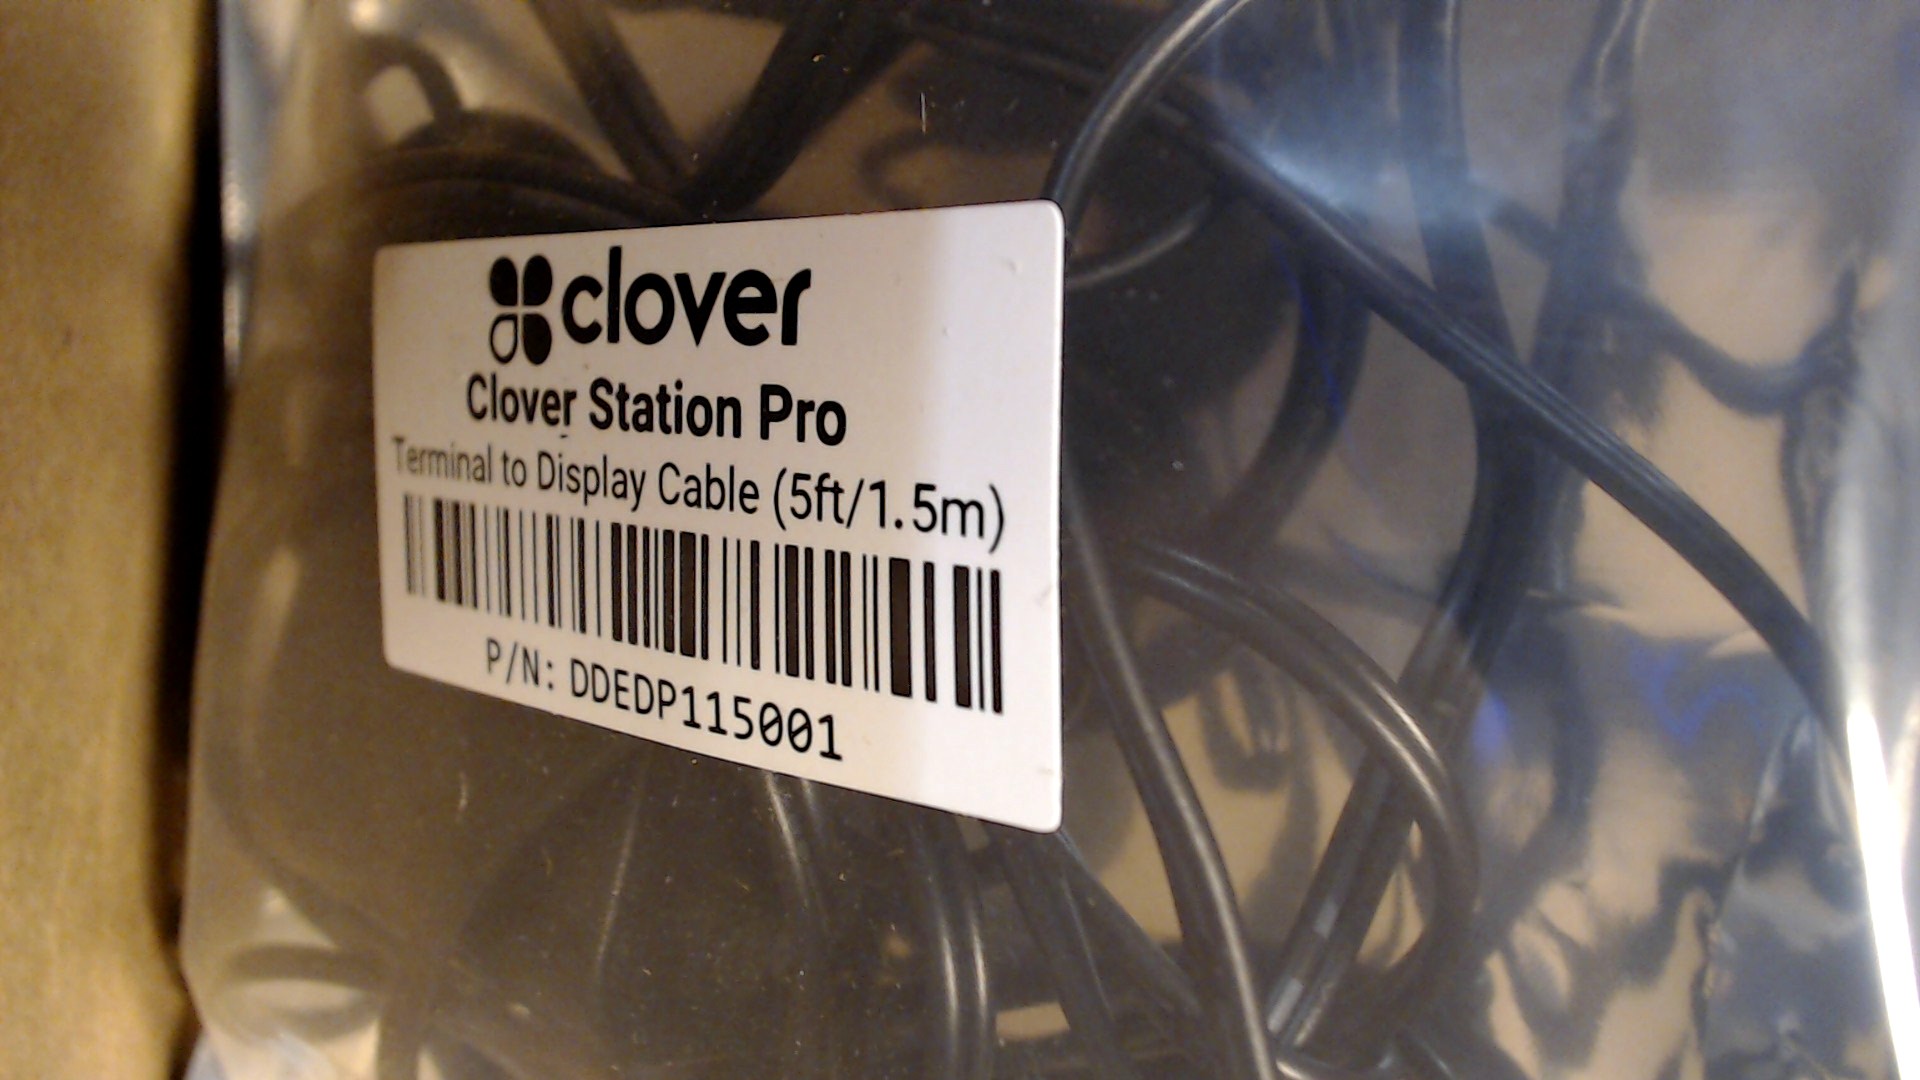 clover
Clover Station Pro
Terminal to Display Cable (5ft/1.5m)
P/N: DDEDP115001